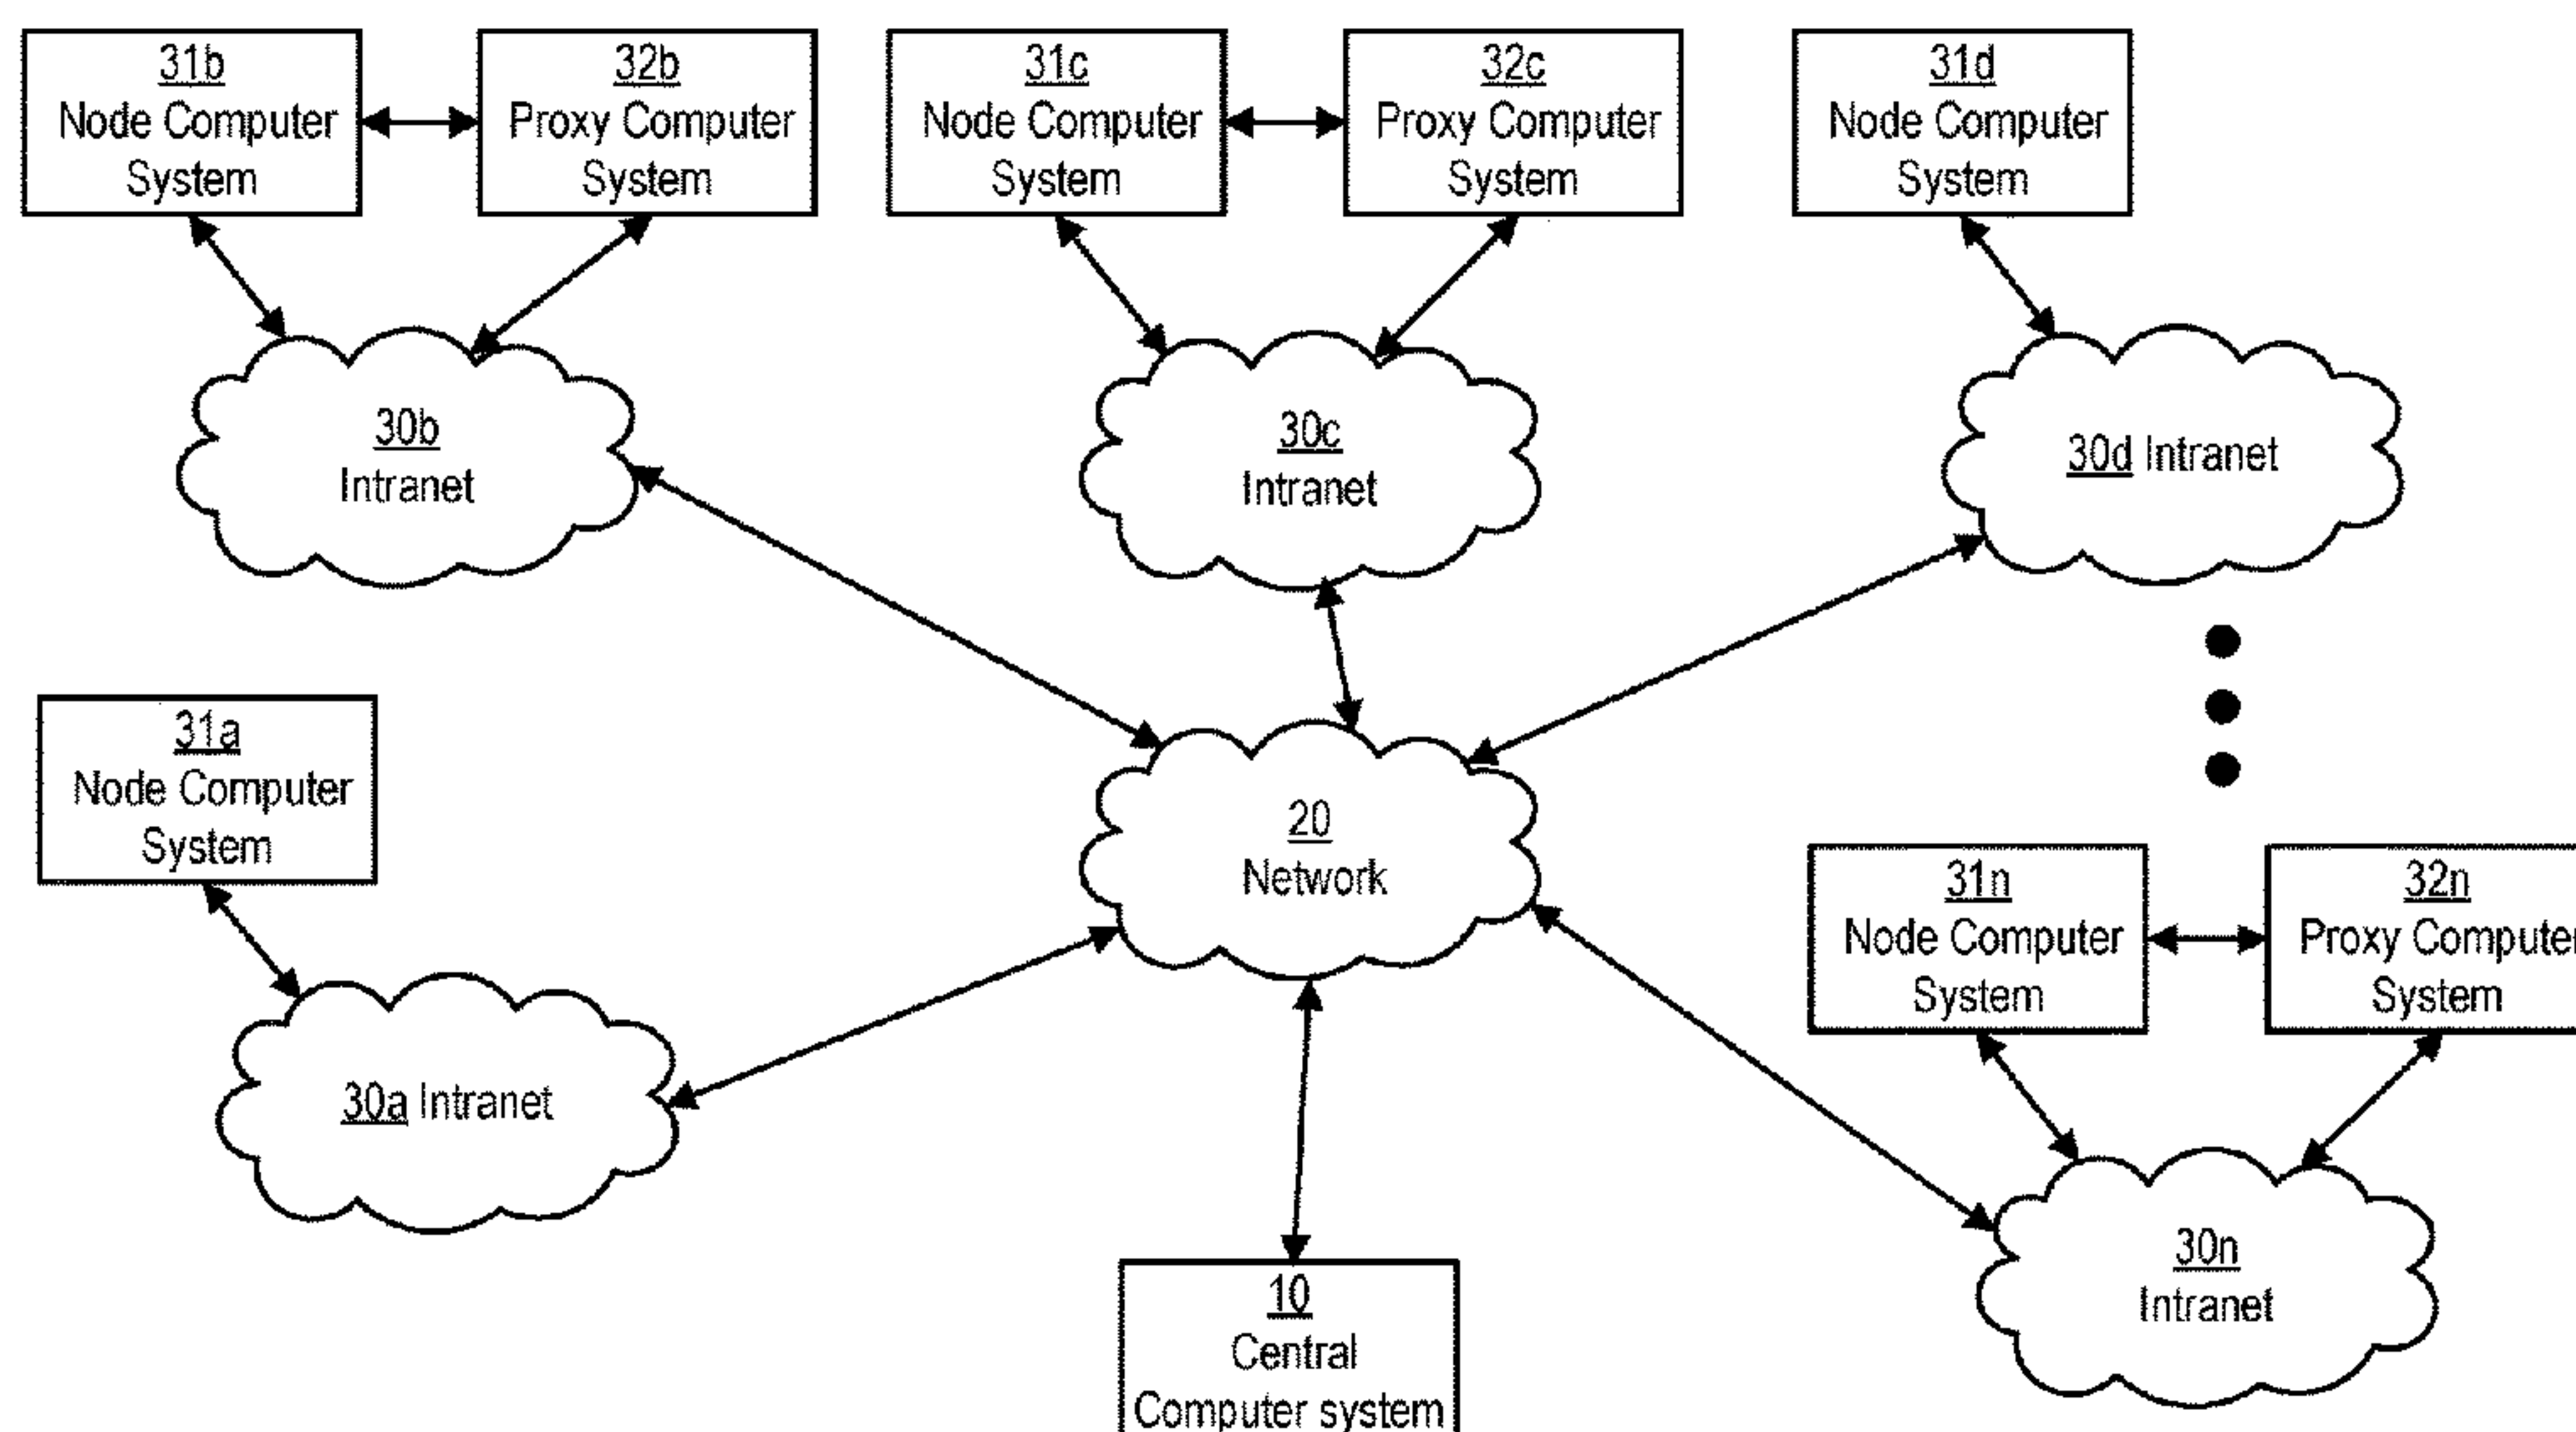 31b
Node Computer
System
32b
Proxy Computer
System
31c
Node Computer
System
32c
Proxy Computer
System
31d
Node Computer
System
30b
Intranet
30c
Intranet
30d Intranet
31a
Node Computer
System
20
Network
31n
Node Computer
System
32n
Proxy Computer
System
30a Intranet
30n
Intranet
10
Central
Computer system